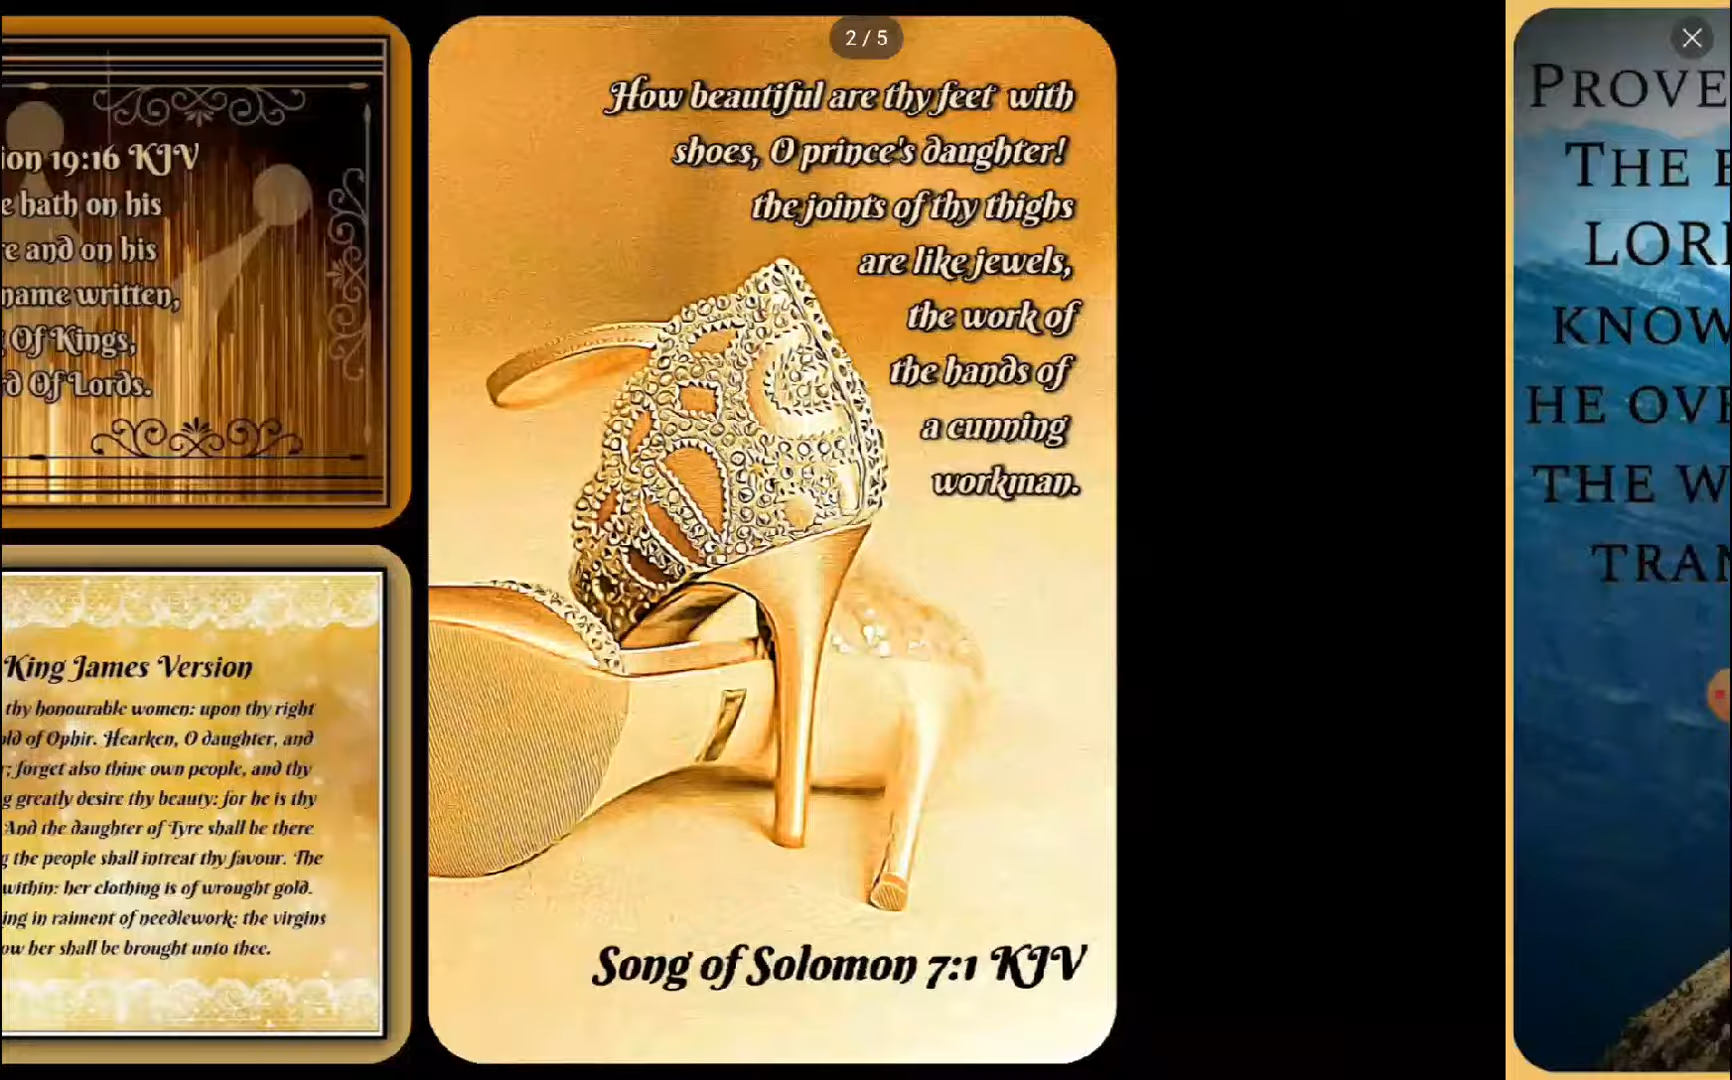 ion 19:16 KJV
e hath on his
re and on his
name written,
Of Kings,
d Of Lords.
King James Version
thy honourable women: upon thy right
old of Ophir. Hearken, O daughter, and
r; forget also thine own people, and thy
g greatly desire thy beauty: for he is thy
And the daughter of Tyre shall be there
g the people shall intreat thy favour. The
within: her clothing is of wrought gold.
ing in raiment of needlework: the virgins
ow her shall be brought unto thee.
2 / 5
How beautiful are thy feet with
shoes, O prince's daughter!
the joints of thy thighs
are like jewels,
the work of
the hands of
a cunning
workman.
Song of Solomon 7:1 KJV
PROVE
THE
LOR
KNOW
HE OVE
THE W
TRAN